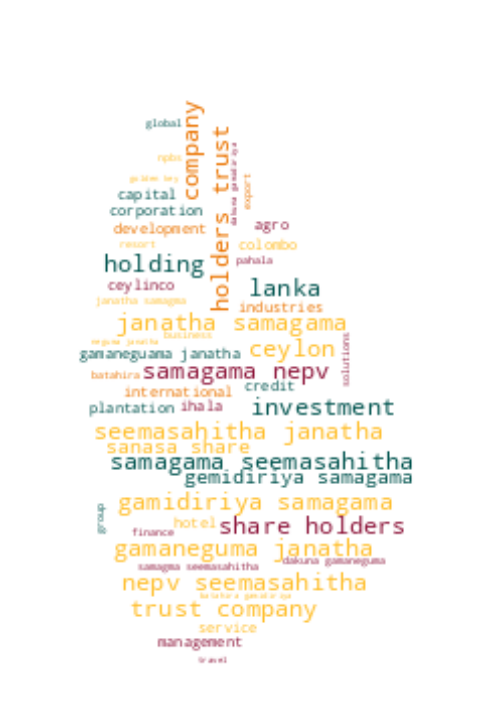 global
company
npbs
golden key
holders trust
dakuna gamidiriya
capital
export
corporation
agro
development
resort
colombo
pahala
holding
ceylinco
lanka
janatha samagma
industries
janatha samagama
business
neguma janatha
ceylon
solutions
gamaneguama janatha
samagama nepv
batahira
credit
international
plantation
ihala
investment
seemasahitha janatha
sanasa share
samagama seemasahitha
gemidiriya samagama
gamidiriya samagama
group
hotel
share holders
finance
gamaneguma janatha
dakuna gamaneguma
samagma seemasahitha
nepv seemasahitha
batahira gamidiriya
trust company
service
management
travel